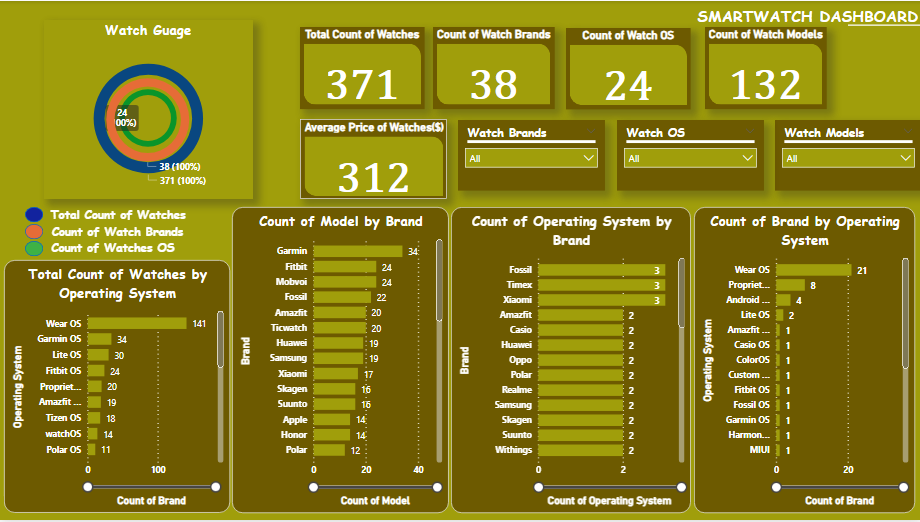 SMARTWATCH DASHBOARD
Watch Guage
24
00%)
38 (100%)
371 (100%)
Total Count of Watches
371
Count of Watch Brands
38
Count of Watch OS
24
Count of Watch Models
132
Average Price of Watches($)
312
Watch Brands
All
Watch OS
All
Watch Models
All
Total Count of Watches
Count of Watch Brands
Count of Watches OS
Total Count of Watches by
Operating System
Operating System
Wear OS 141
Garmin OS 34
Lite OS 30
Fitbit OS 24
Propriet... 20
Amazfit ... 19
Tizen OS 18
watchOS 14
Polar OS 11
0 100
Count of Brand
Count of Model by Brand
Brand
Garmin 34
Fitbit 24
Mobvoi 24
Fossil 22
Amazfit 20
Ticwatch 20
Huawei 19
Samsung 19
Xiaomi 17
Skagen 16
Suunto 16
Apple 14
Honor 14
Polar 12
0 20 40
Count of Model
Count of Operating System by
Brand
Brand
Fossil 3
Timex 3
Xiaomi 3
Amazfit 2
Casio 2
Huawei 2
Oppo 2
Polar 2
Realme 2
Samsung 2
Skagen 2
Suunto 2
Withings 2
0 2
Count of Operating System
Count of Brand by Operating
System
Operating System
Wear OS 21
Propriet... 8
Android ... 4
Lite OS 2
Amazfit ... 1
Casio OS 1
ColorOS 1
Custom ... 1
Fitbit OS 1
Fossil OS 1
Garmin OS 1
Harmon... 1
MIUI 1
0 20
Count of Brand